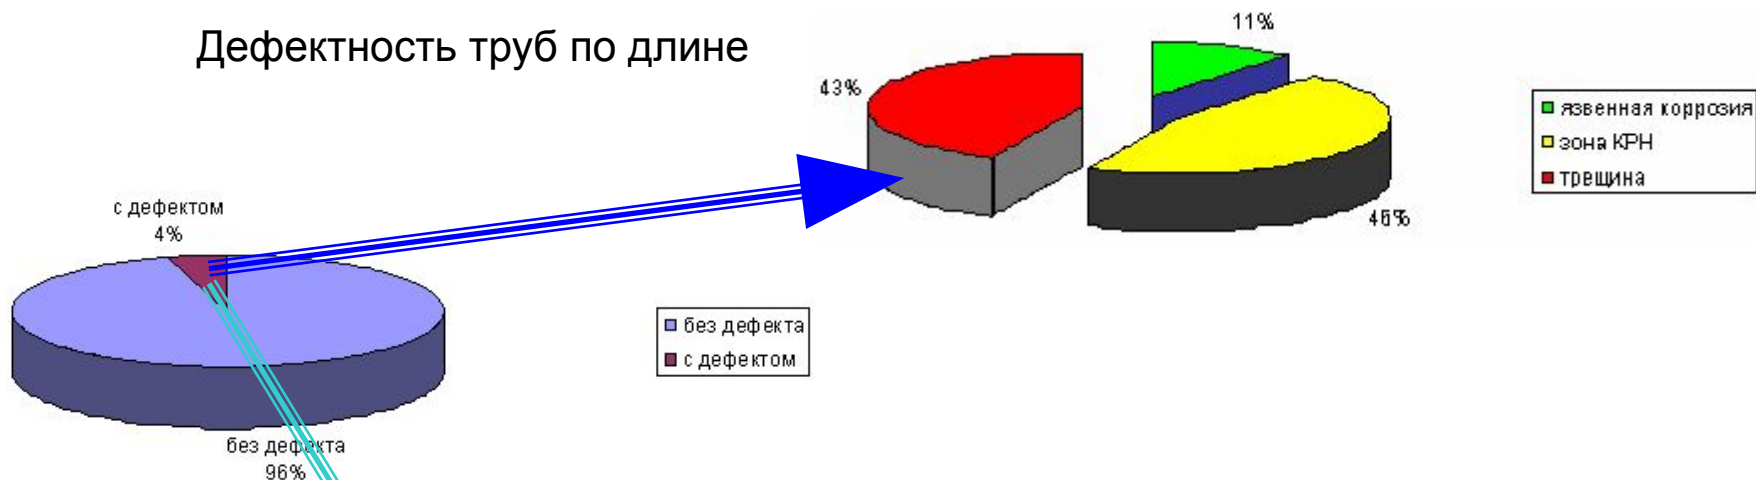 Дефектность труб по длине
11%
43%
46%
язвенная коррозия
зона КРН
трещина
с дефектом
4%
без дефекта
с дефектом
без дефекта
96%